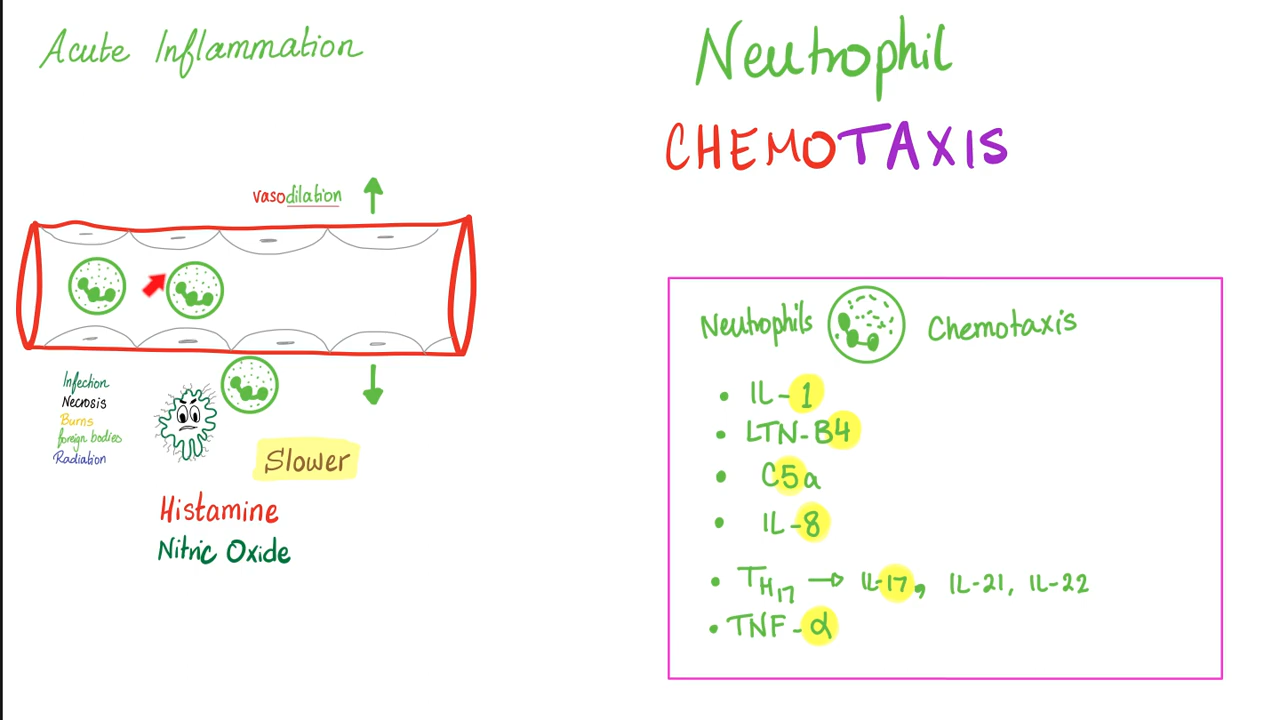 Acute Inflammation
vasodilation
Infection
Necrosis
Burns
foreign bodies
Radiation
Slower
Histamine
Nitric Oxide
Neutrophil
CHEMOTAXIS
Neutrophils Chemotaxis
• IL-1
• LTN-B4
• C5a
• IL-8
• TH17 → IL-17, IL-21, IL-22
• TNF-α